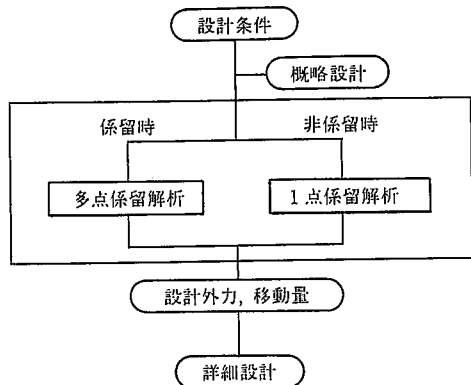 設計条件
概略設計
係留時
非係留時
多点係留解析
1点係留解析
設計外力, 移動量
詳細設計